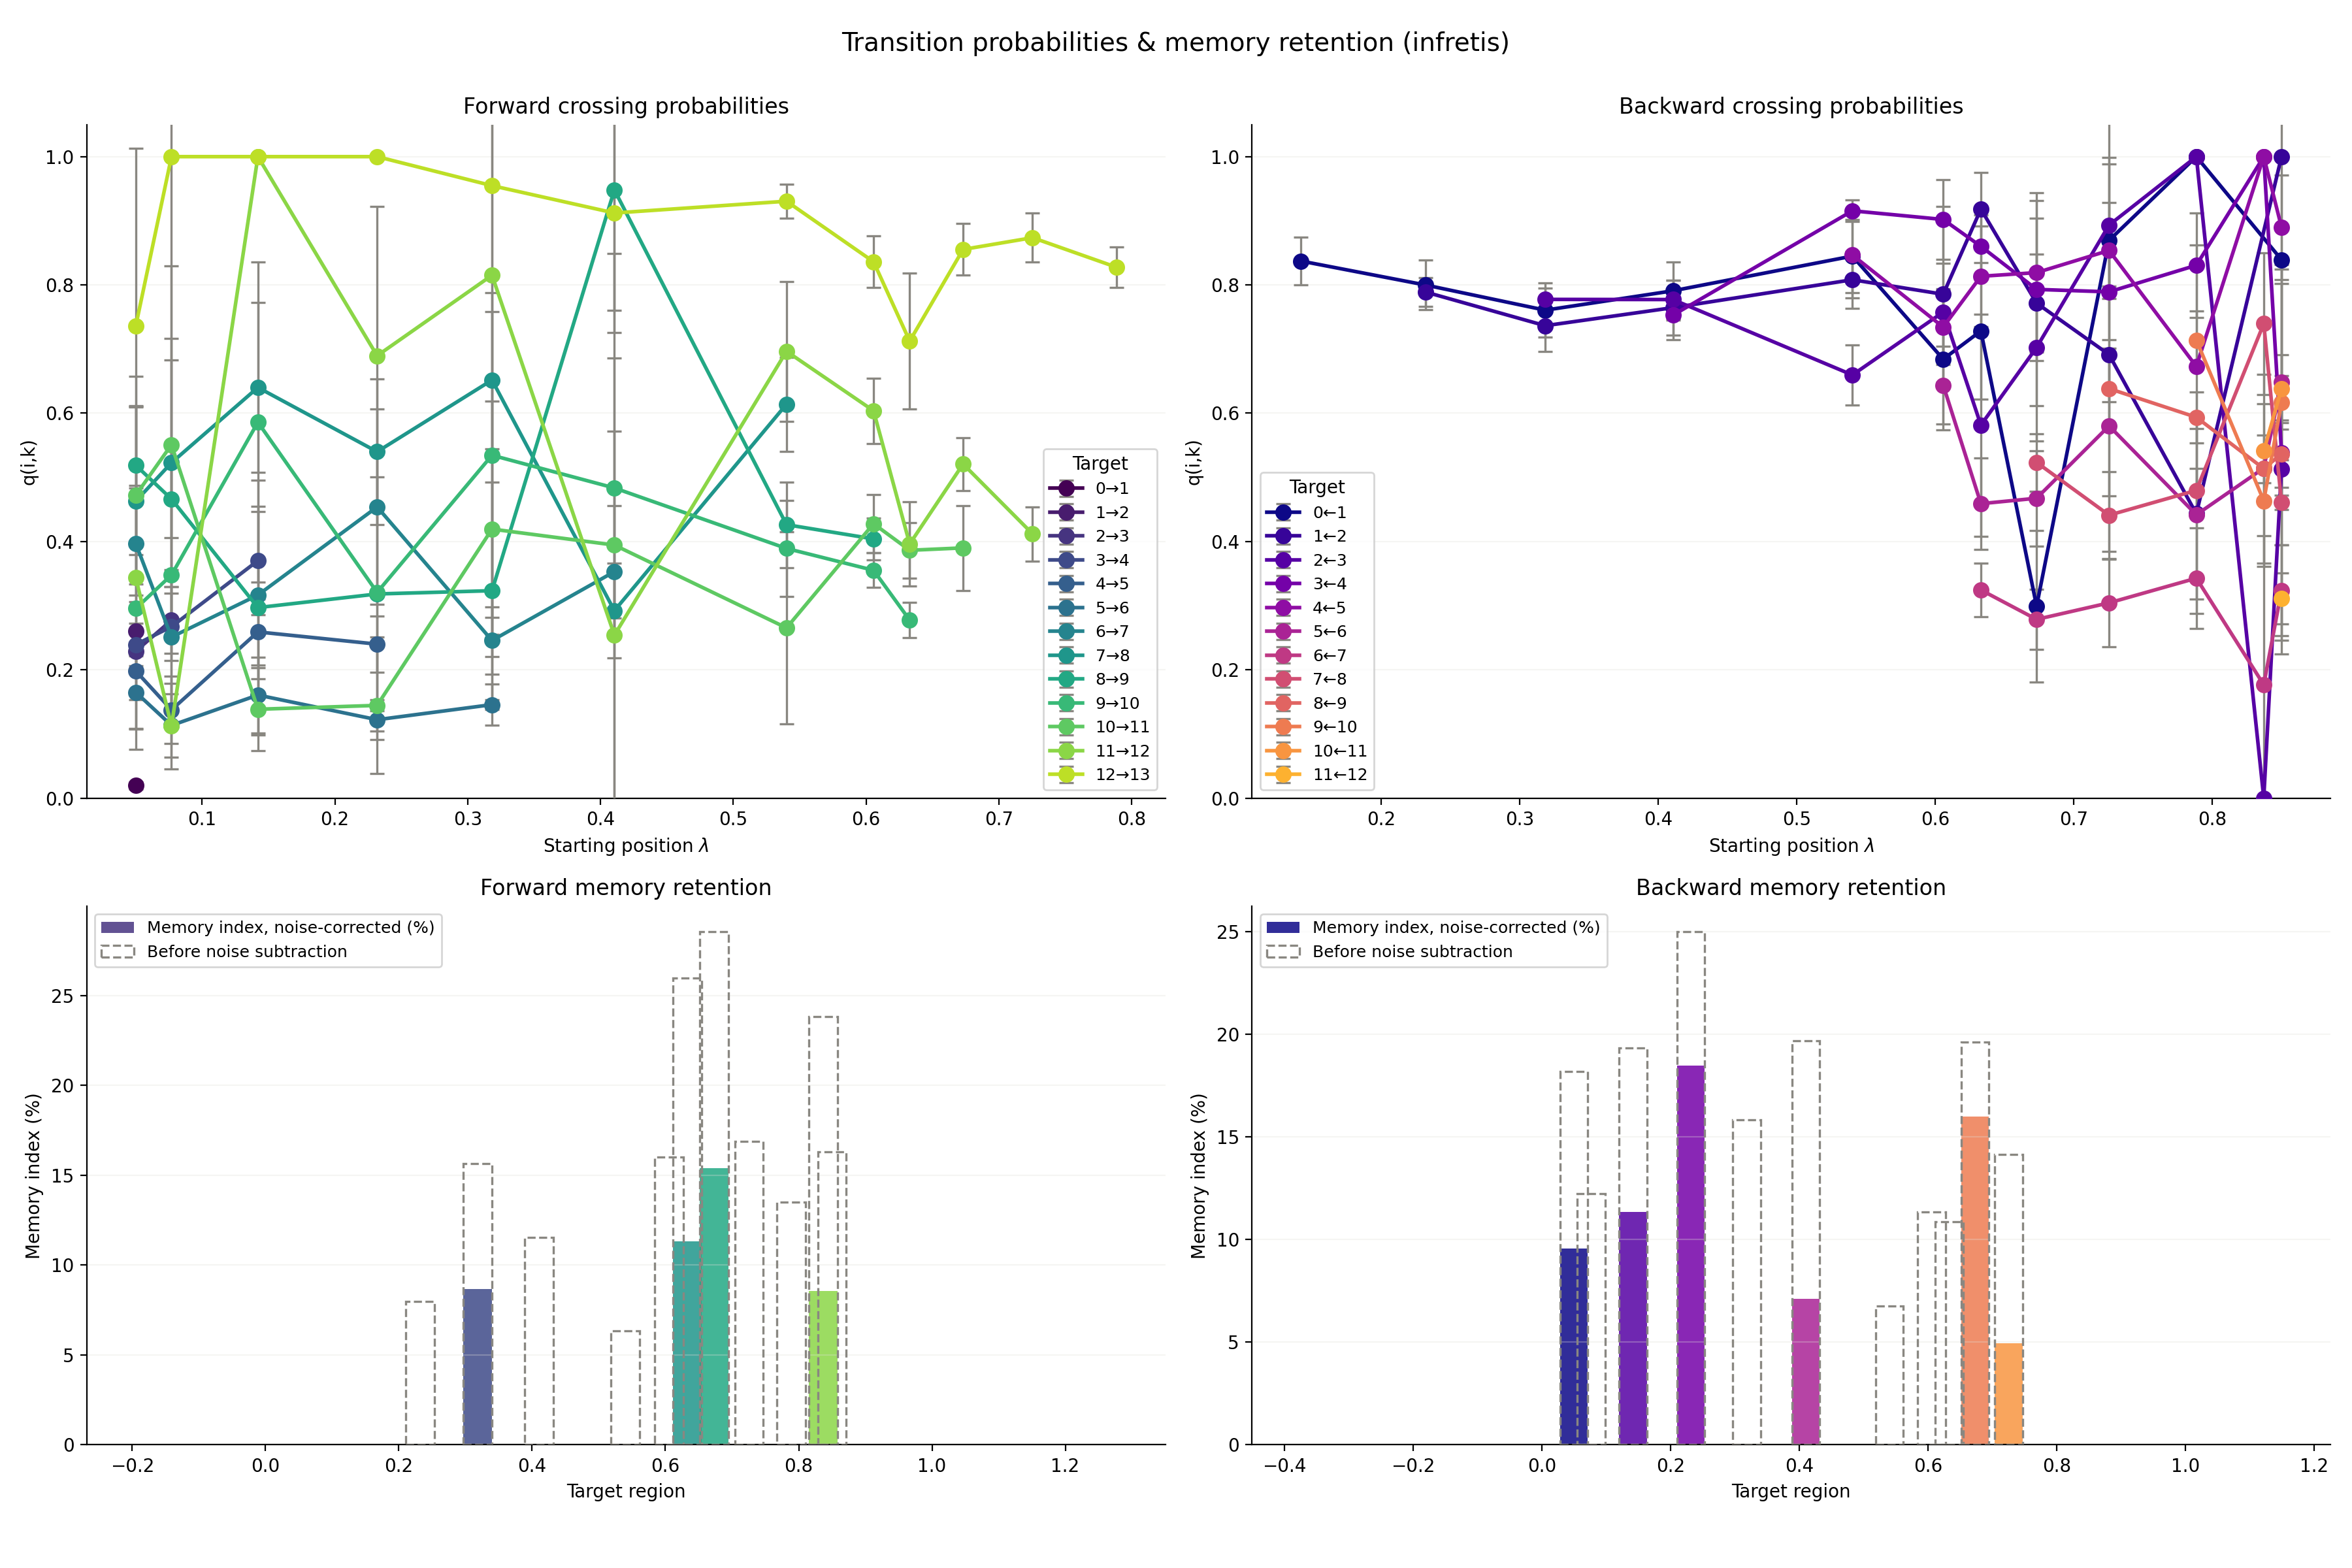 Transition probabilities & memory retention (infretis)
Forward crossing probabilities
q(i,k)
1.0
0.8
0.6
0.4
0.2
0.0
Target
0→1
1→2
2→3
3→4
4→5
5→6
6→7
7→8
8→9
9→10
10→11
11→12
12→13
0.1 0.2 0.3 0.4 0.5 0.6 0.7 0.8
Starting position λ
Backward crossing probabilities
q(i,k)
1.0
0.8
0.6
0.4
0.2
0.0
Target
0←1
1←2
2←3
3←4
4←5
5←6
6←7
7←8
8←9
9←10
10←11
11←12
0.2 0.3 0.4 0.5 0.6 0.7 0.8
Starting position λ
Forward memory retention
Memory index, noise-corrected (%)
Before noise subtraction
Memory index (%)
25
20
15
10
5
0
−0.2 0.0 0.2 0.4 0.6 0.8 1.0 1.2
Target region
Backward memory retention
Memory index, noise-corrected (%)
Before noise subtraction
Memory index (%)
25
20
15
10
5
0
−0.4 −0.2 0.0 0.2 0.4 0.6 0.8 1.0 1.2
Target region